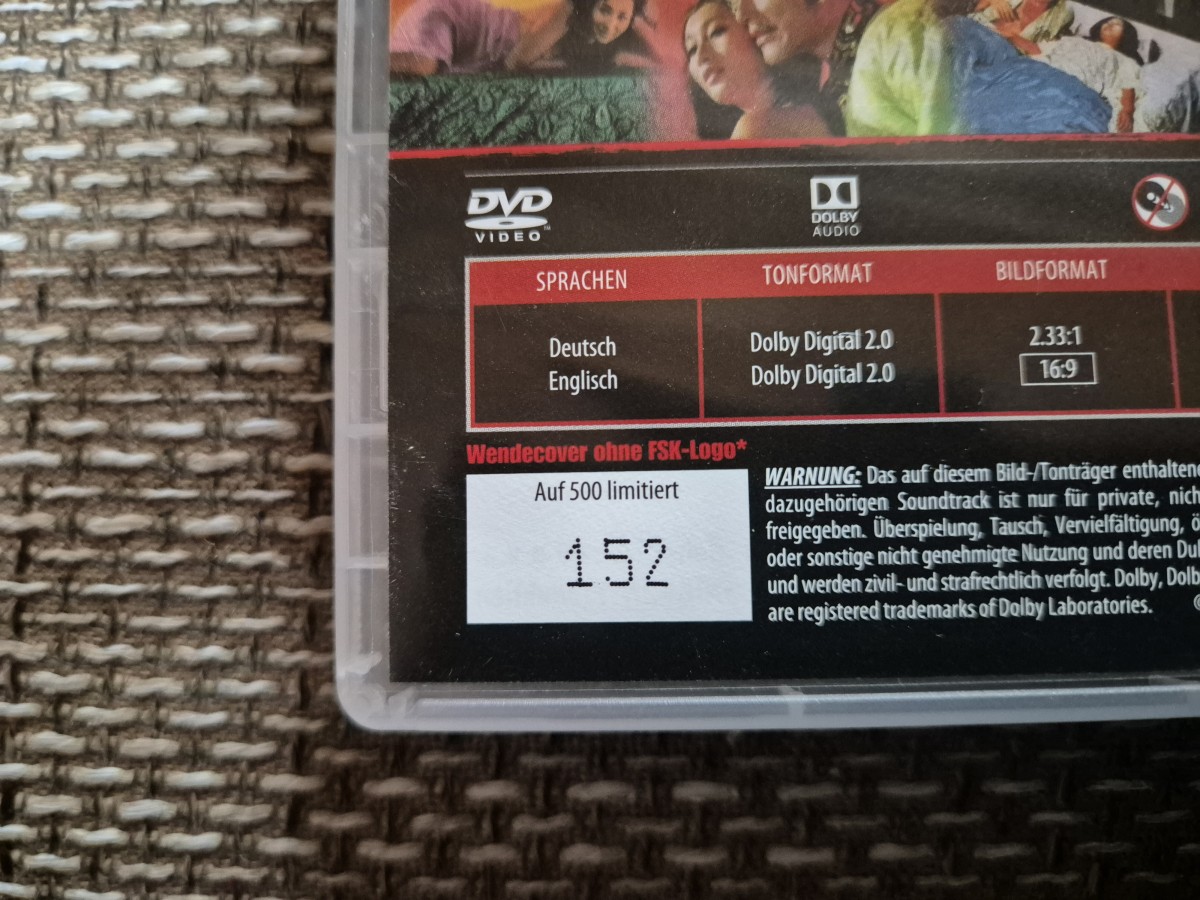 DVD
VIDEO
DOLBY
AUDIO
SPRACHEN TONFORMAT BILDFORMAT
Deutsch Dolby Digital 2.0 2.33:1
Englisch Dolby Digital 2.0 16:9
Wendecover ohne FSK-Logo*
Auf 500 limitiert
152
WARNUNG: Das auf diesem Bild-/Tonträger
dazugehörigen Soundtrack ist nur für private,
freigegeben. Überspielung, Tausch, Vervielfältigung,
oder sonstige nicht genehmigte Nutzung und deren
und werden zivil- und strafrechtlich verfolgt. Dolby,
are registered trademarks of Dolby Laboratories.